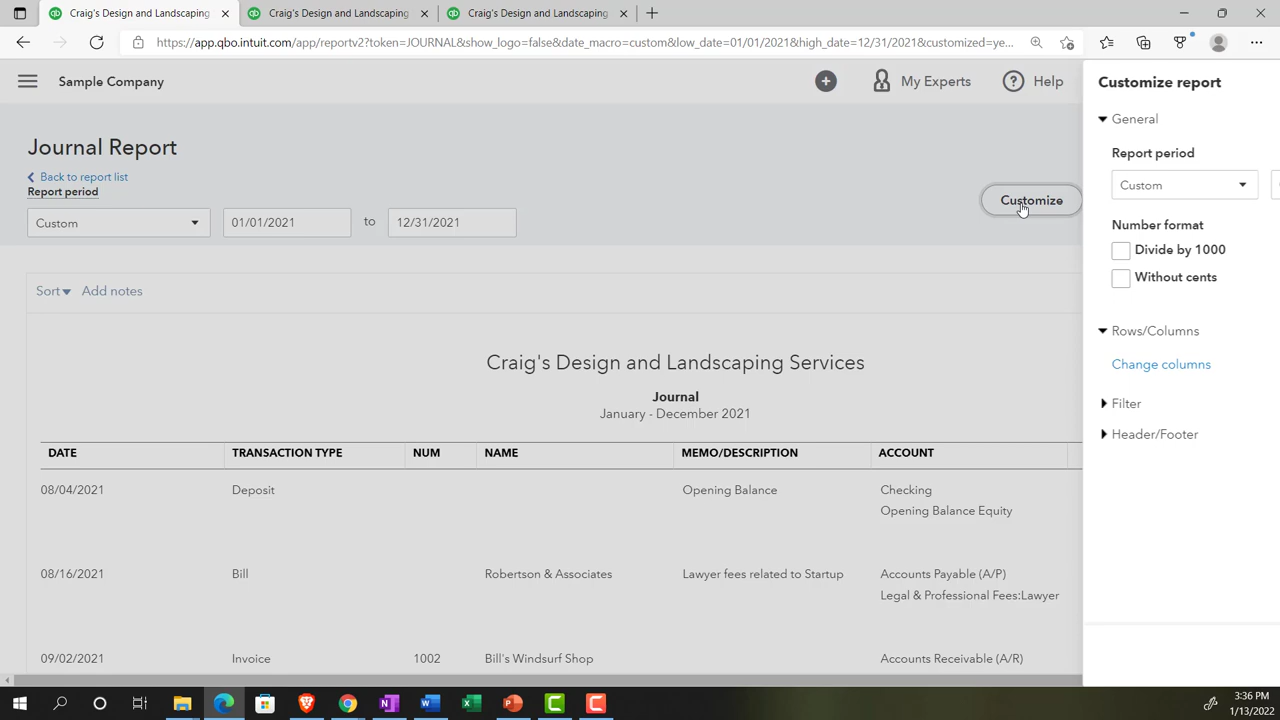 Craig's Design and Landscaping
Craig's Design and Landscaping
Craig's Design and Landscaping
https://app.qbo.intuit.com/app/reportv2?token=JOURNAL&show_logo=false&date_macro=custom&low_date=01/01/2021&high_date=12/31/2021&customized=ye...
Sample Company
My Experts
Help
Journal Report
Back to report list
Report period
Custom
01/01/2021
to
12/31/2021
Customize
Sort
Add notes
Craig's Design and Landscaping Services
Journal
January - December 2021
DATE TRANSACTION TYPE NUM NAME MEMO/DESCRIPTION ACCOUNT
08/04/2021 Deposit Opening Balance Checking
Opening Balance Equity
08/16/2021 Bill Robertson & Associates Lawyer fees related to Startup Accounts Payable (A/P)
Legal & Professional Fees:Lawyer
09/02/2021 Invoice 1002 Bill's Windsurf Shop Accounts Receivable (A/R)
Customize report
General
Report period
Custom
Number format
Divide by 1000
Without cents
Rows/Columns
Change columns
Filter
Header/Footer
3:36 PM
1/13/2022